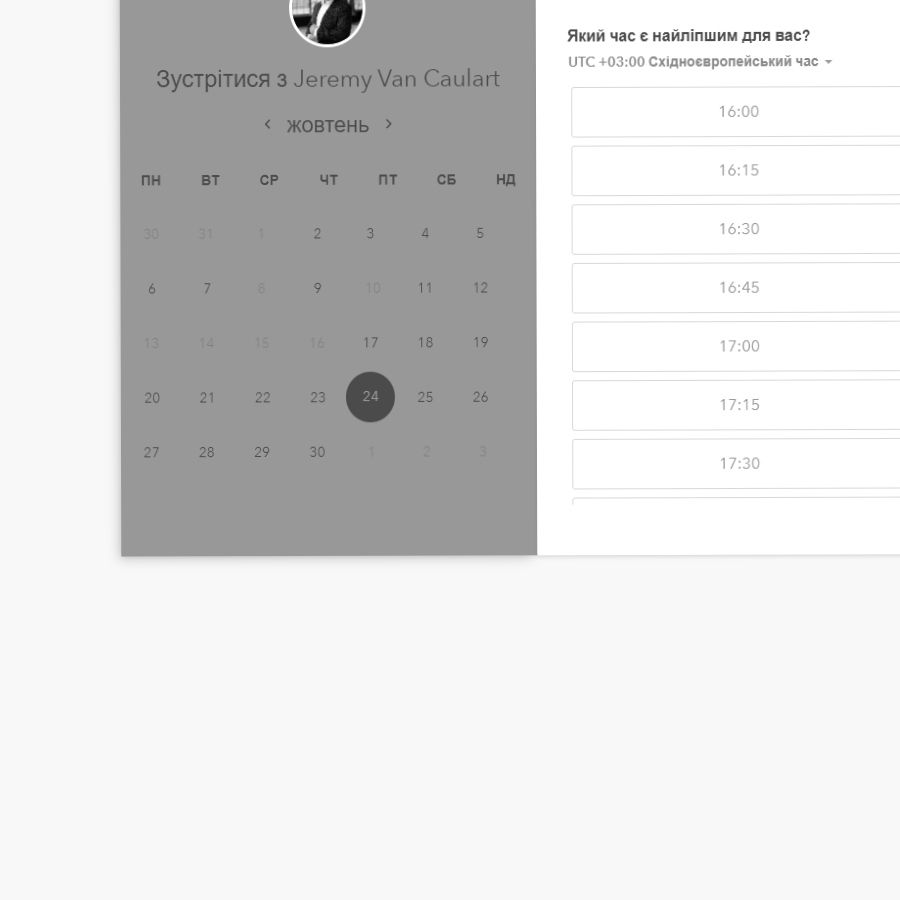 Зустрітися з Jeremy Van Caulart
жовтень
ПН ВТ СР ЧТ ПТ СБ НД
30 31 1 2 3 4 5
6 7 8 9 10 11 12
13 14 15 16 17 18 19
20 21 22 23 24 25 26
27 28 29 30 1 2 3
Який час є найліпшим для вас?
UTC +03:00 Східноєвропейський час
16:00
16:15
16:30
16:45
17:00
17:15
17:30